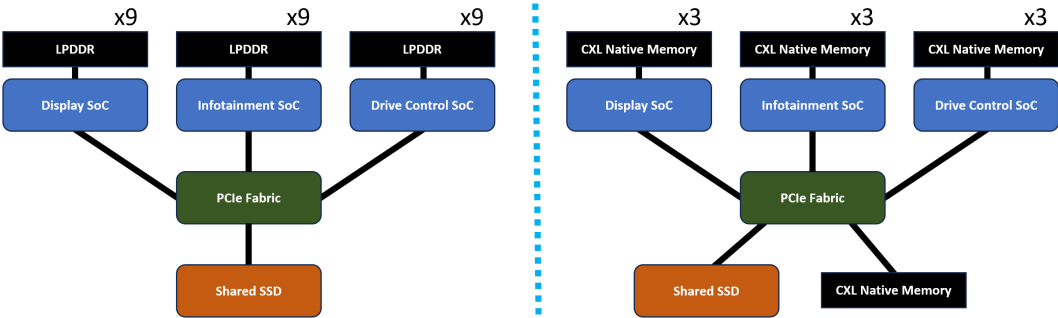 x9
x9
x9
LPDDR
LPDDR
LPDDR
Display SoC
Infotainment SoC
Drive Control SoC
PCIe Fabric
Shared SSD
x3
x3
x3
CXL Native Memory
CXL Native Memory
CXL Native Memory
Display SoC
Infotainment SoC
Drive Control SoC
PCIe Fabric
Shared SSD
CXL Native Memory